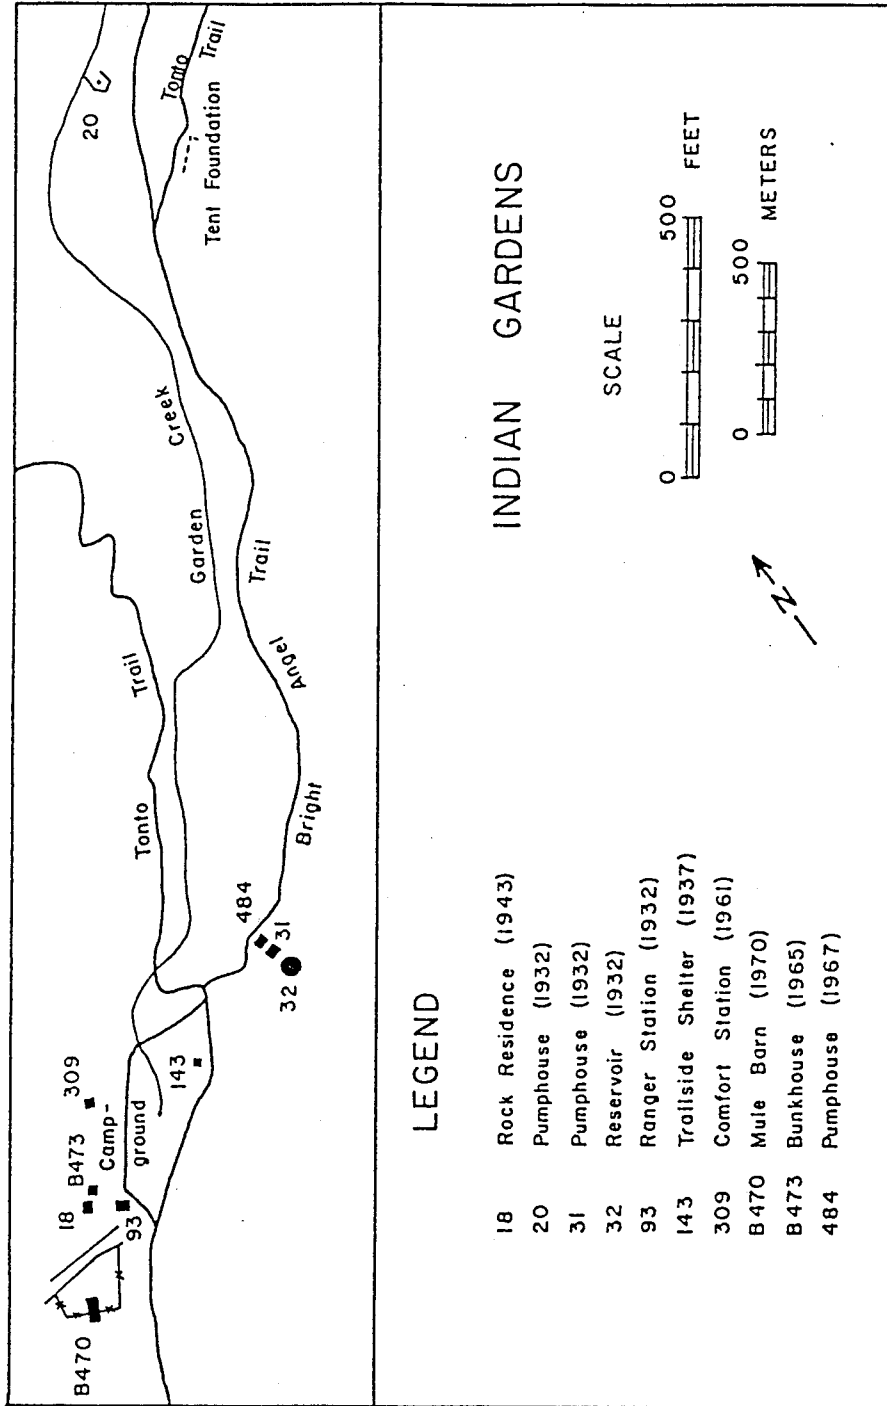 20
Tonto
Trail
Tent Foundation
Creek
Garden
Trail
Tonto
Trail
Angel
Bright
484
31
32
143
309
Camp-
ground
B473
18
93
B470
INDIAN GARDENS
SCALE
0 500 FEET
0 500 METERS
N
LEGEND
18 Rock Residence (1943)
20 Pumphouse (1932)
31 Pumphouse (1932)
32 Reservoir (1932)
93 Ranger Station (1932)
143 Trailside Shelter (1937)
309 Comfort Station (1961)
B470 Mule Barn (1970)
B473 Bunkhouse (1965)
484 Pumphouse (1967)